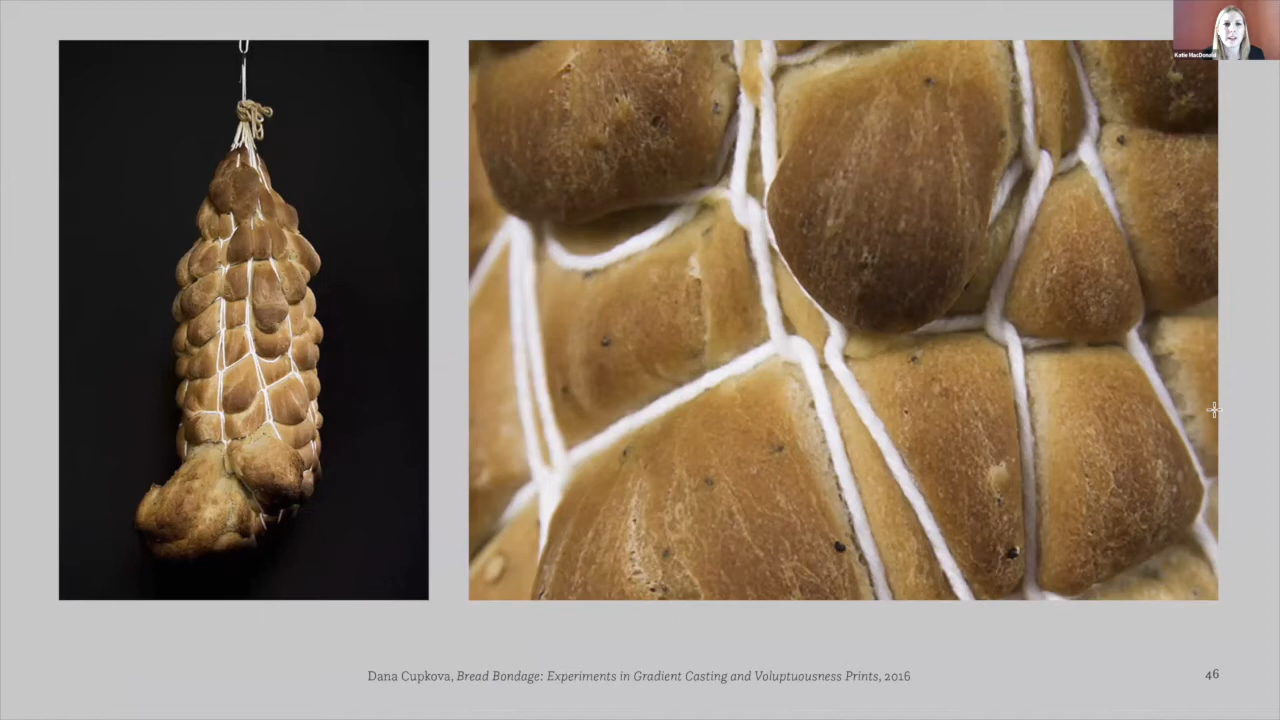 Katie MacDonald
Dana Cupkova, Bread Bondage: Experiments in Gradient Casting and Voluptuousness Prints, 2016
46